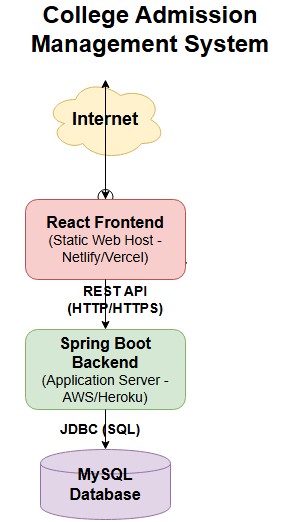 College Admission
Management System
Internet
React Frontend
(Static Web Host -
Netlify/Vercel)
REST API
(HTTP/HTTPS)
Spring Boot
Backend
(Application Server -
AWS/Heroku)
JDBC (SQL)
MySQL
Database